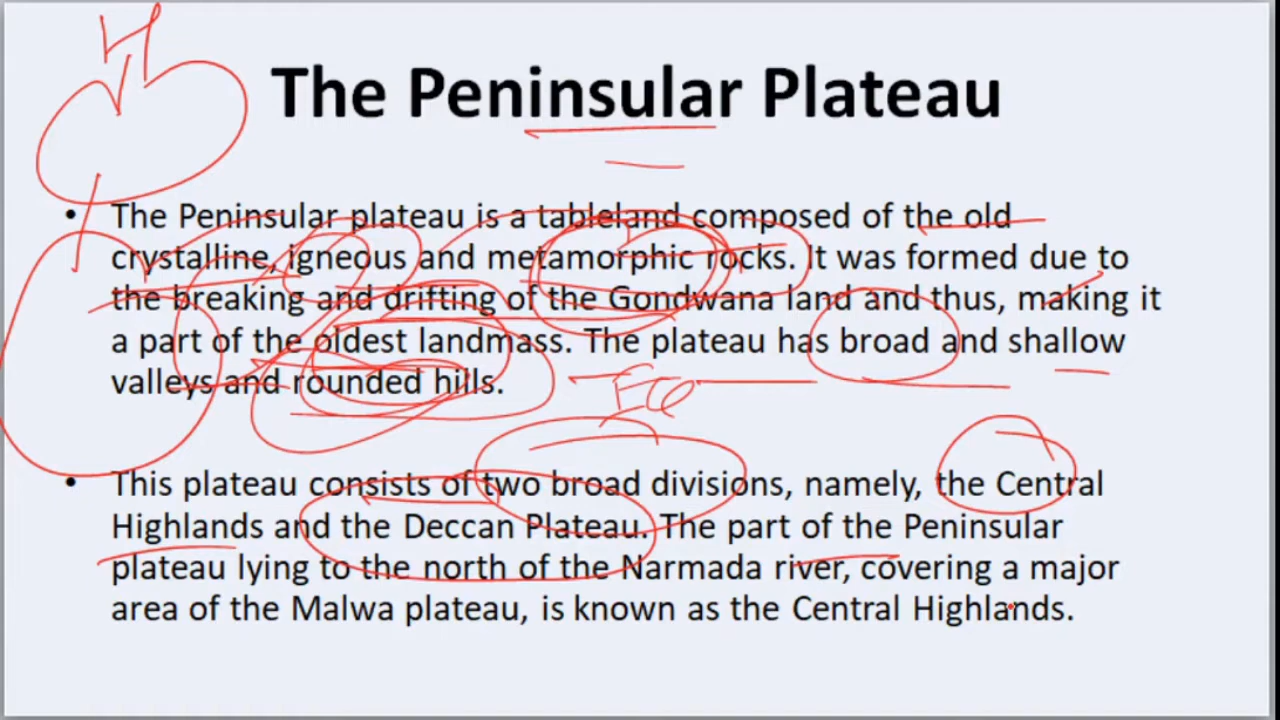 The Peninsular Plateau
• The Peninsular plateau is a tableland composed of the old
crystalline, igneous and metamorphic rocks. It was formed due to
the breaking and drifting of the Gondwana land and thus, making it
a part of the oldest landmass. The plateau has broad and shallow
valleys and rounded hills.
• This plateau consists of two broad divisions, namely, the Central
Highlands and the Deccan Plateau. The part of the Peninsular
plateau lying to the north of the Narmada river, covering a major
area of the Malwa plateau, is known as the Central Highlands.